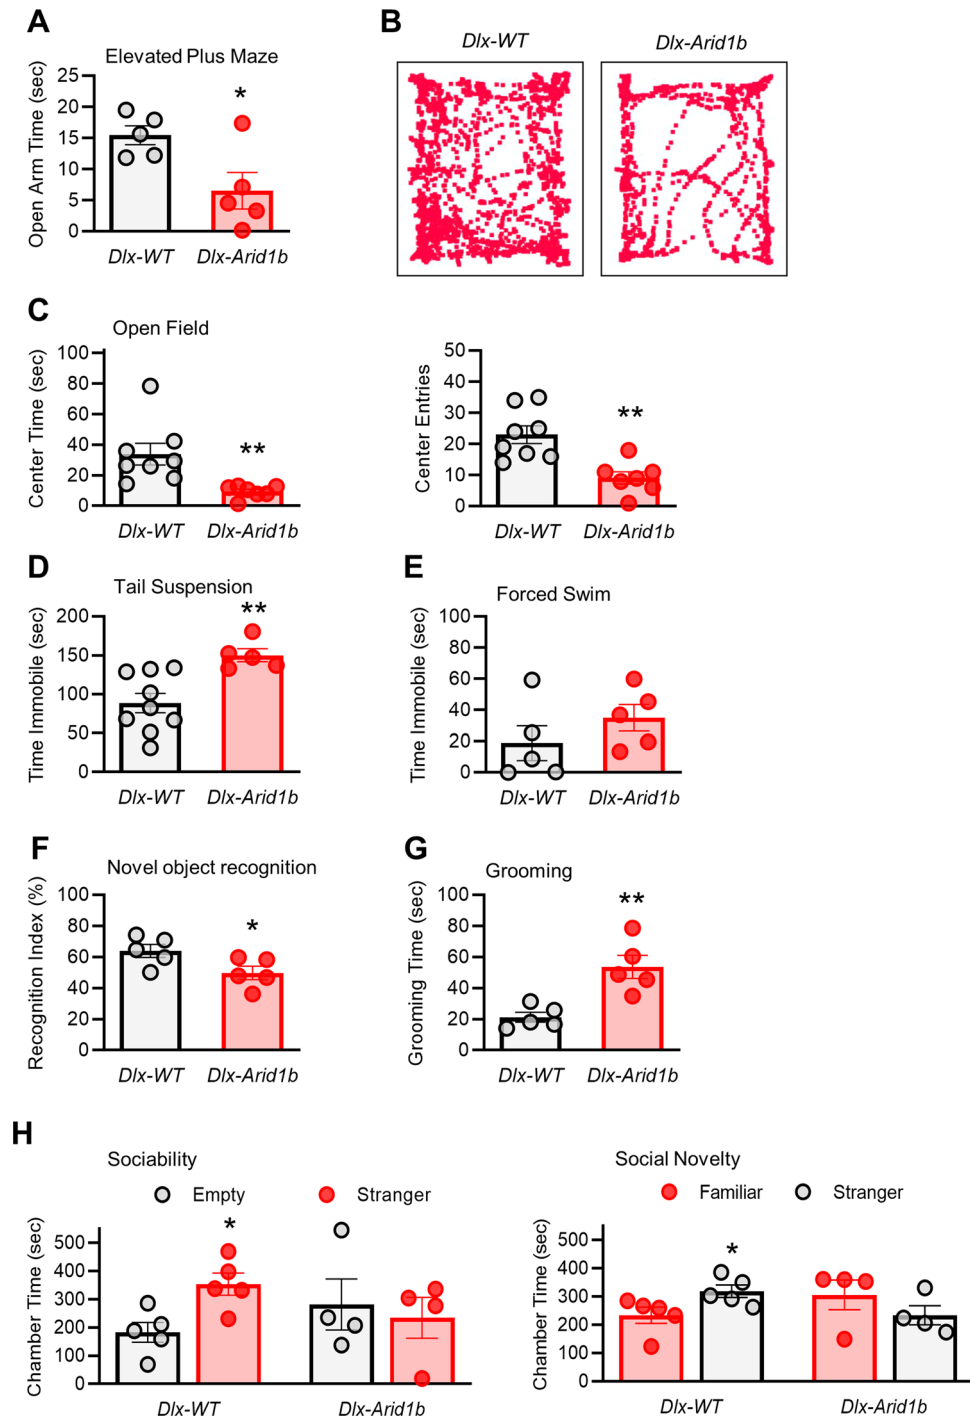 A
Elevated Plus Maze
Open Arm Time (sec)
25
20
15
10
5
0
*
Dlx-WT Dlx-Arid1b
B
Dlx-WT Dlx-Arid1b
C
Open Field
Center Time (sec)
100
80
60
40
20
0
**
Dlx-WT Dlx-Arid1b
Center Entries
50
40
30
20
10
0
**
Dlx-WT Dlx-Arid1b
D
Tail Suspension
Time Immobile (sec)
200
150
100
50
0
**
Dlx-WT Dlx-Arid1b
E
Forced Swim
Time Immobile (sec)
100
80
60
40
20
0
Dlx-WT Dlx-Arid1b
F
Novel object recognition
Recognition Index (%)
100
80
60
40
20
0
*
Dlx-WT Dlx-Arid1b
G
Grooming
Grooming Time (sec)
100
80
60
40
20
0
**
Dlx-WT Dlx-Arid1b
H
Sociability
Empty Stranger
Chamber Time (sec)
500
400
300
200
100
0
*
Dlx-WT Dlx-Arid1b
Social Novelty
Familiar Stranger
Chamber Time (sec)
500
400
300
200
100
0
*
Dlx-WT Dlx-Arid1b